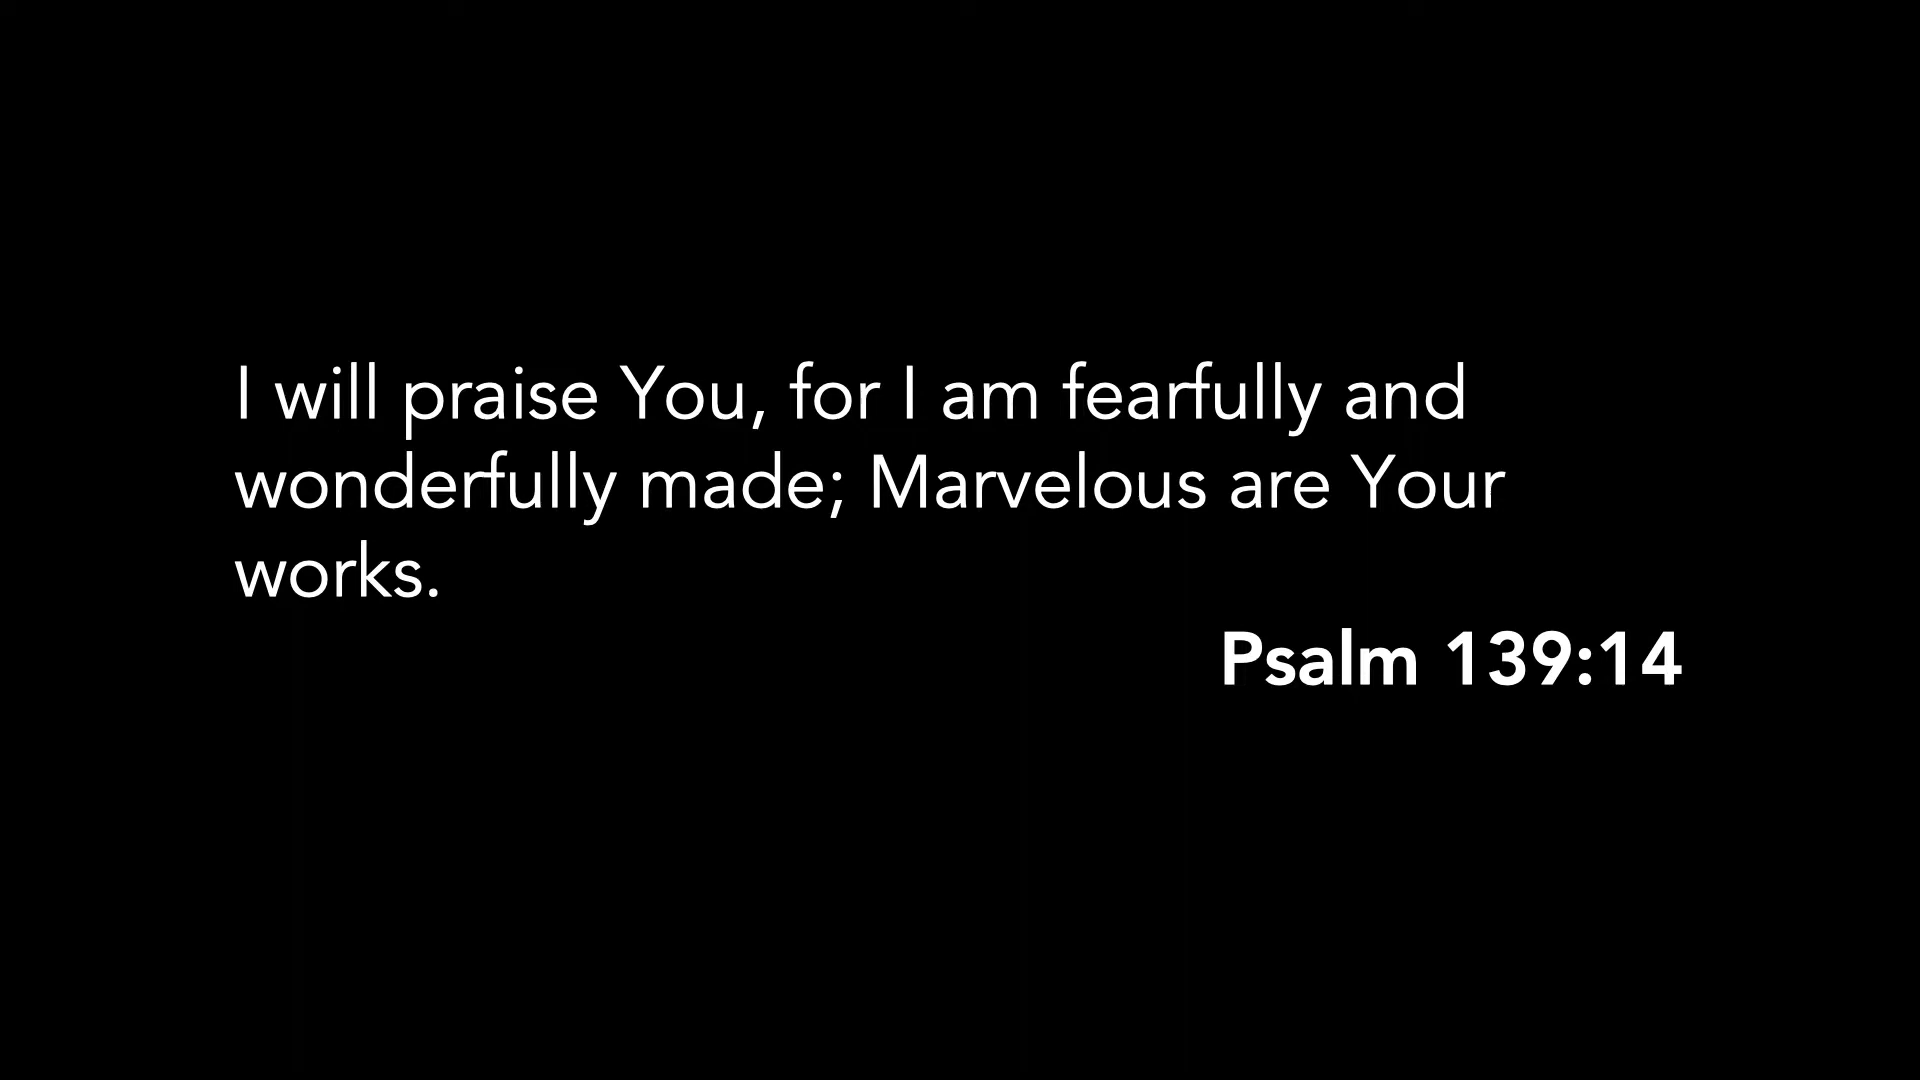 I will praise You, for I am fearfully and
wonderfully made; Marvelous are Your
works.
Psalm 139:14